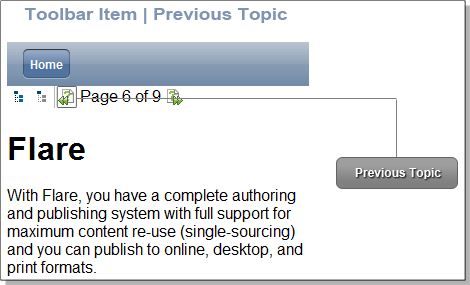 Toolbar Item | Previous Topic
Home
Page 6 of 9
Previous Topic
Flare
With Flare, you have a complete authoring
and publishing system with full support for
maximum content re-use (single-sourcing)
and you can publish to online, desktop, and
print formats.